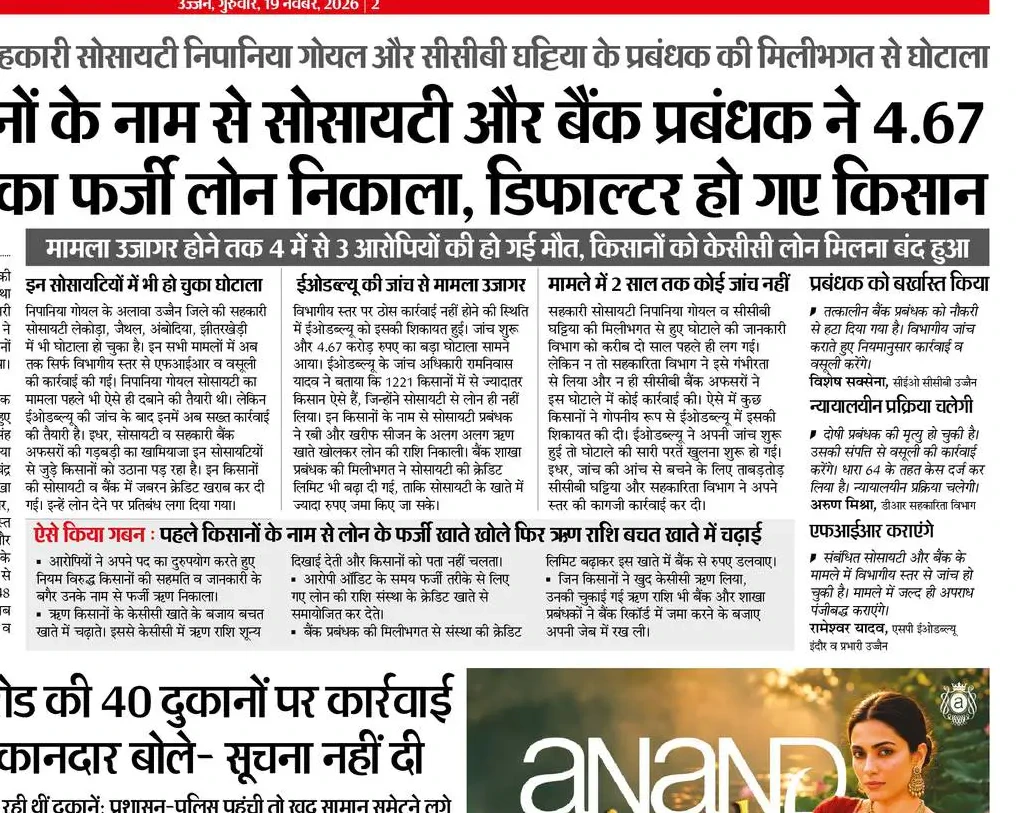 उज्जैन, गुरुवार, 19 नवंबर, 2026 | 2
सोसायटी निपानिया गोयल और सीसीबी घट्टिया के प्रबंधक की मिलीभगत से घोटाला
के नाम से सोसायटी और बैंक प्रबंधक ने 4.67
का फर्जी लोन निकाला, डिफाल्टर हो गए किसान
मामला उजागर होने तक 4 में से 3 आरोपियों की हो गई मौत, किसानों को केसीसी लोन मिलना बंद हुआ
इन सोसायटियों में भी हो चुका घोटाला
निपानिया गोयल के अलावा उज्जैन जिले की सहकारी
सोसायटी लेकोड़ा, जैथल, अंबोदिया, झीतरखेड़ी
में भी घोटाला हो चुका है। इन सभी मामलों में अब
तक सिर्फ विभागीय स्तर से एफआईआर व वसूली
की कार्रवाई की गई। निपानिया गोयल सोसायटी का
मामला पहले भी ऐसे ही दबाने की तैयारी थी। लेकिन
ईओडब्ल्यू की जांच के बाद इनमें अब सख्त कार्रवाई
की तैयारी है। इधर, सोसायटी व सहकारी बैंक
अफसरों की गड़बड़ी का खामियाजा इन सोसायटियों
से जुड़े किसानों को उठाना पड़ रहा है। इन किसानों
की सोसायटी व बैंक में जबरन क्रेडिट खराब कर दी
गई। इन्हें लोन देने पर प्रतिबंध लगा दिया गया।
ईओडब्ल्यू की जांच से मामला उजागर
विभागीय स्तर पर ठोस कार्रवाई नहीं होने की स्थिति
में ईओडब्ल्यू को इसकी शिकायत हुई। जांच शुरू
और 4.67 करोड़ रुपए का बड़ा घोटाला सामने
आया। ईओडब्ल्यू के जांच अधिकारी रामनिवास
यादव ने बताया कि 1221 किसानों में से ज्यादातर
किसान ऐसे हैं, जिन्होंने सोसायटी से लोन ही नहीं
लिया। इन किसानों के नाम से सोसायटी प्रबंधक
ने रबी और खरीफ सीजन के अलग अलग ऋण
खाते खोलकर लोन की राशि निकाली। बैंक शाखा
प्रबंधक की मिलीभगत ने सोसायटी की क्रेडिट
लिमिट भी बढ़ा दी गई, ताकि सोसायटी के खाते में
ज्यादा रुपए जमा किए जा सके।
मामले में 2 साल तक कोई जांच नहीं
सहकारी सोसायटी निपानिया गोयल व सीसीबी
घट्टिया की मिलीभगत से हुए घोटाले की जानकारी
विभाग को करीब दो साल पहले ही लग गई।
लेकिन न तो सहकारिता विभाग ने इसे गंभीरता
से लिया और न ही सीसीबी बैंक अफसरों ने
इस घोटाले में कोई कार्रवाई की। ऐसे में कुछ
किसानों ने गोपनीय रूप से ईओडब्ल्यू में इसकी
शिकायत की दी। ईओडब्ल्यू ने अपनी जांच शुरू
हुई तो घोटाले की सारी परतें खुलना शुरू हो गई।
इधर, जांच की आंच से बचने के लिए ताबड़तोड़
सीसीबी घट्टिया और सहकारिता विभाग ने अपने
स्तर की कागजी कार्रवाई कर दी।
प्रबंधक को बर्खास्त किया
तत्कालीन बैंक प्रबंधक को नौकरी
से हटा दिया गया है। विभागीय जांच
कराते हुए नियमानुसार कार्रवाई व
वसूली करेंगे।
विशेष सक्सेना, सीईओ सीसीबी उज्जैन
न्यायालयीन प्रक्रिया चलेगी
दोषी प्रबंधक की मृत्यु हो चुकी है।
उसकी संपत्ति से वसूली की कार्रवाई
करेंगे। धारा 64 के तहत केस दर्ज कर
लिया है। न्यायालयीन प्रक्रिया चलेगी।
अरुण मिश्रा, डीआर सहकारिता विभाग
एफआईआर कराएंगे
संबंधित सोसायटी और बैंक के
मामले में विभागीय स्तर से जांच हो
चुकी है। मामले में जल्द ही अपराध
पंजीबद्ध कराएंगे।
रामेश्वर यादव, एसपी ईओडब्ल्यू
इंदौर व प्रभारी उज्जैन
ऐसे किया गबन : पहले किसानों के नाम से लोन के फर्जी खाते खोले फिर ऋण राशि बचत खाते में चढ़ाई
▪ आरोपियों ने अपने पद का दुरुपयोग करते हुए
नियम विरुद्ध किसानों की सहमति व जानकारी के
बगैर उनके नाम से फर्जी ऋण निकाला।
▪ ऋण किसानों के केसीसी खाते के बजाय बचत
खाते में चढ़ाते। इससे केसीसी में ऋण राशि शून्य
दिखाई देती और किसानों को पता नहीं चलता।
▪ आरोपी ऑडिट के समय फर्जी तरीके से लिए
गए लोन की राशि संस्था के क्रेडिट खाते से
समायोजित कर देते।
▪ बैंक प्रबंधक की मिलीभगत से संस्था की क्रेडिट
लिमिट बढ़ाकर इस खाते में बैंक से रुपए डलवाए।
▪ जिन किसानों ने खुद केसीसी ऋण लिया,
उनकी चुकाई गई ऋण राशि भी बैंक और शाखा
प्रबंधकों ने बैंक रिकॉर्ड में जमा करने के बजाए
अपनी जेब में रख ली।
की 40 दुकानों पर कार्रवाई
बोले- सूचना नहीं दी
रही थीं दुकानें; प्रशासन-पुलिस पहुंची तो खुद सामान समेटने लगे
ANAND
a